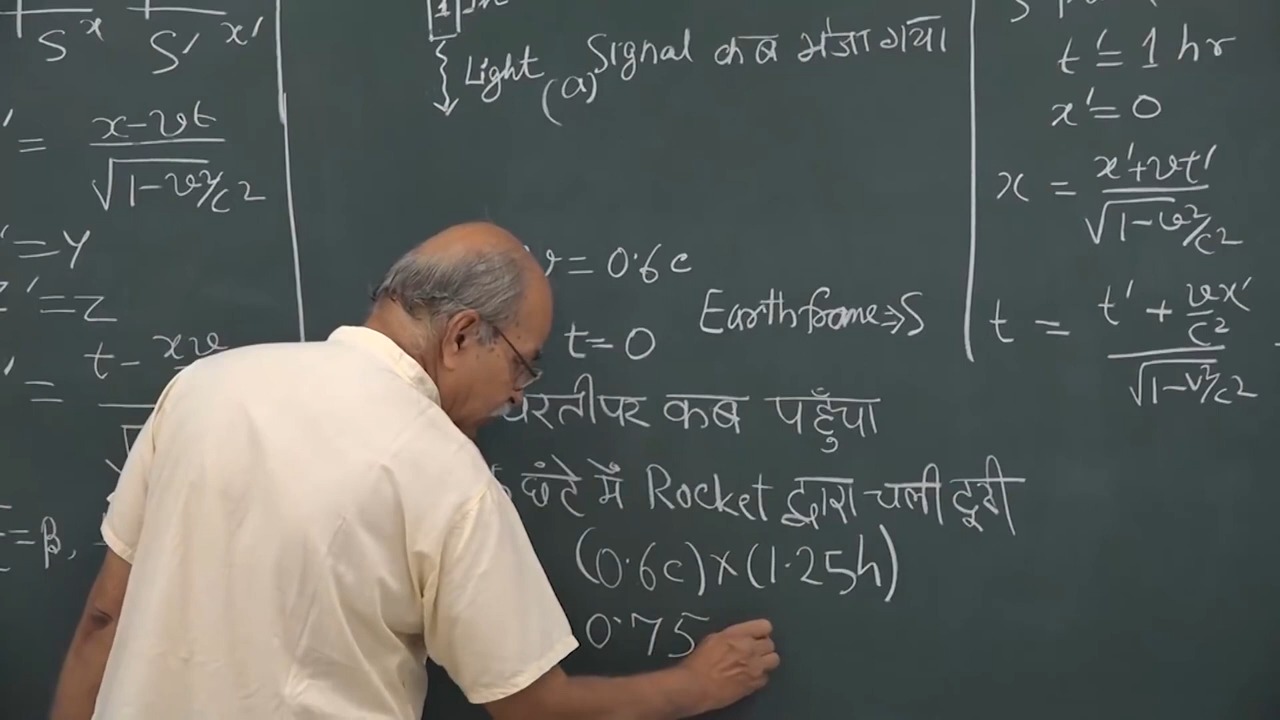 S x S′ x′
′ = x-vt / √1-v²/c²
′ = y
z′ = z
′ = t - xv
= β,
Light Signal कब भेजा गया
(a)
v = 0.6c
t = 0 Earth frame ⇒ S
धरती पर कब पहुँचा
घंटे में Rocket द्वारा चली दूरी
(0.6c) × (1.25h)
0.75
t′ = 1 hr
x′ = 0
x = x′+vt′ / √1-v²/c²
t = t′ + vx′/c² / √1-v²/c²